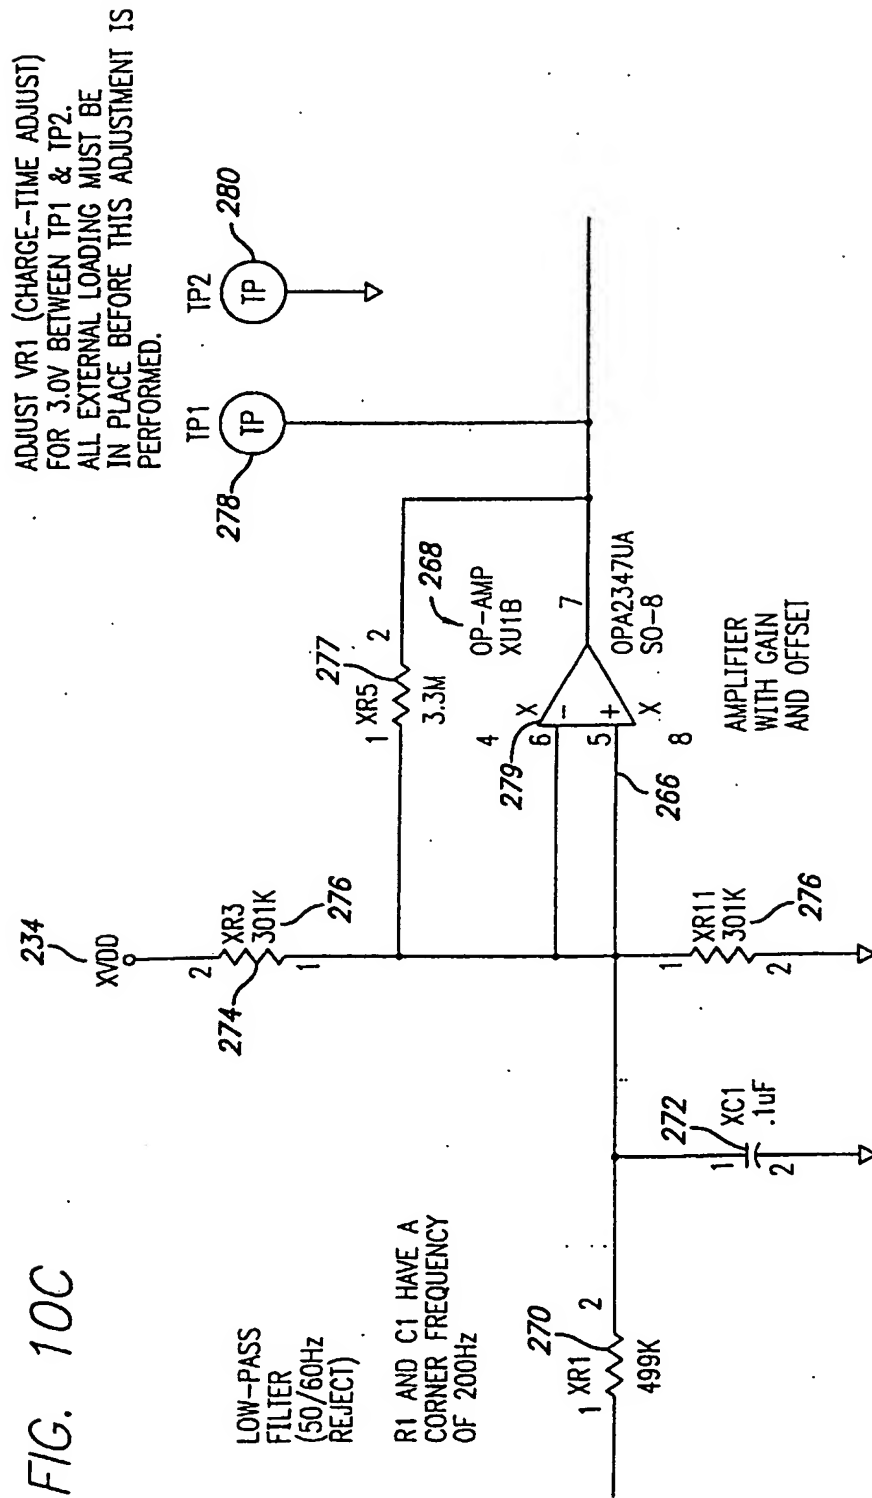 FIG. 10C
ADJUST VR1 (CHARGE-TIME ADJUST)
FOR 3.0V BETWEEN TP1 & TP2.
ALL EXTERNAL LOADING MUST BE
IN PLACE BEFORE THIS ADJUSTMENT IS
PERFORMED.
LOW-PASS
FILTER
(50/60Hz
REJECT)
R1 AND C1 HAVE A
CORNER FREQUENCY
OF 200Hz
234
XVDD
2
XR3
301K
276
274
1
TP1
TP
278
TP2
TP
280
277
1
2
XR5
3.3M
268
OP-AMP
XU1B
4
X
279
6
-
5
+
X
8
7
OPA2347UA
SO-8
266
AMPLIFIER
WITH GAIN
AND OFFSET
270
1
2
XR1
499K
272
XC1
.1uF
1
2
1
XR11
301K
276
2